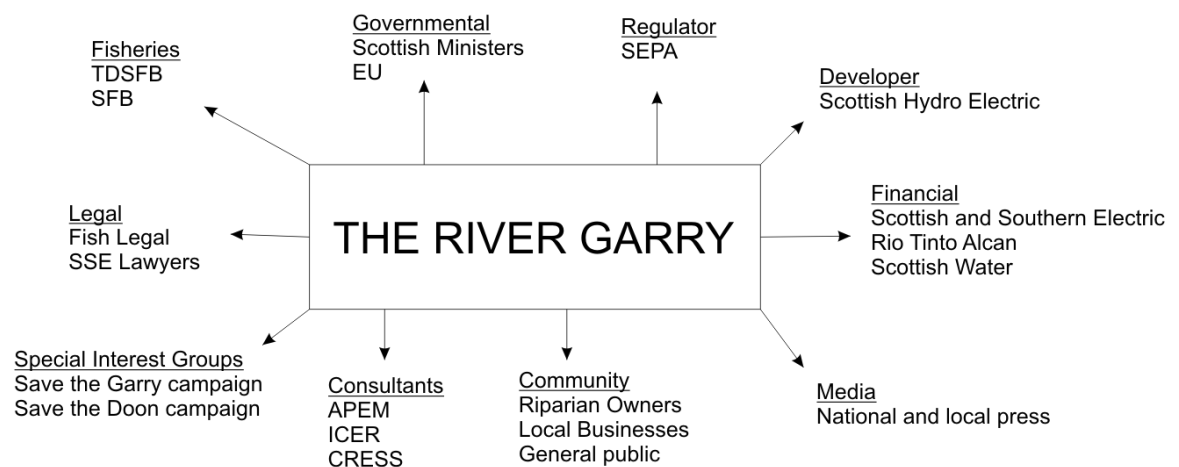 Governmental
Scottish Ministers
EU
Regulator
SEPA
Fisheries
TDSFB
SFB
Developer
Scottish Hydro Electric
Legal
Fish Legal
SSE Lawyers
THE RIVER GARRY
Financial
Scottish and Southern Electric
Rio Tinto Alcan
Scottish Water
Special Interest Groups
Save the Garry campaign
Save the Doon campaign
Consultants
APEM
ICER
CRESS
Community
Riparian Owners
Local Businesses
General public
Media
National and local press